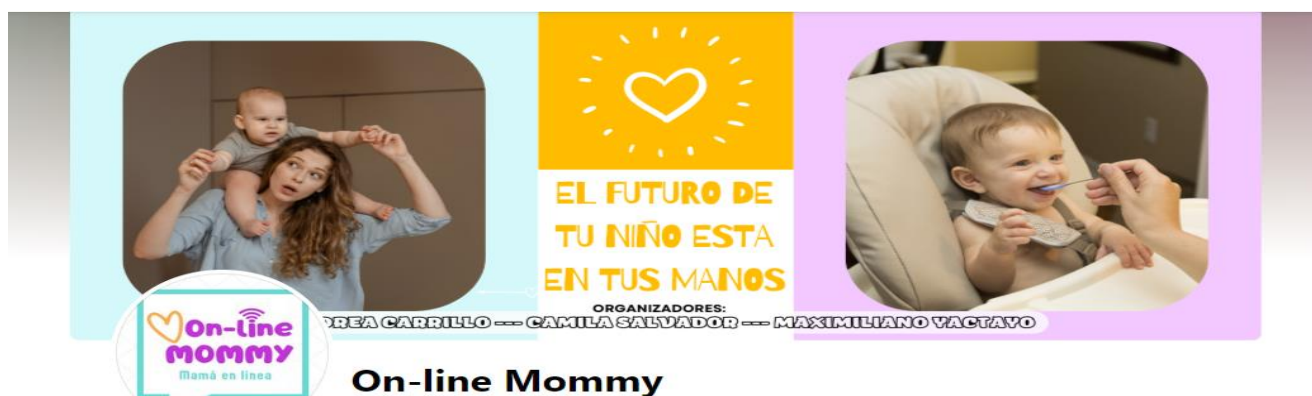 EL FUTURO DE
TU NIÑO ESTA
EN TUS MANOS
ORGANIZADORES:
CARRILLO --- CAMILA SALVADOR --- MAXIMILIANO YACTAYO
On-line
MOMMY
Mamá en linea
On-line Mommy